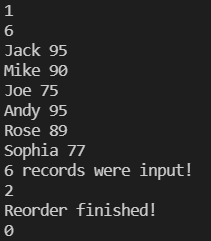 1
6
Jack 95
Mike 90
Joe 75
Andy 95
Rose 89
Sophia 77
6 records were input!
2
Reorder finished!
0